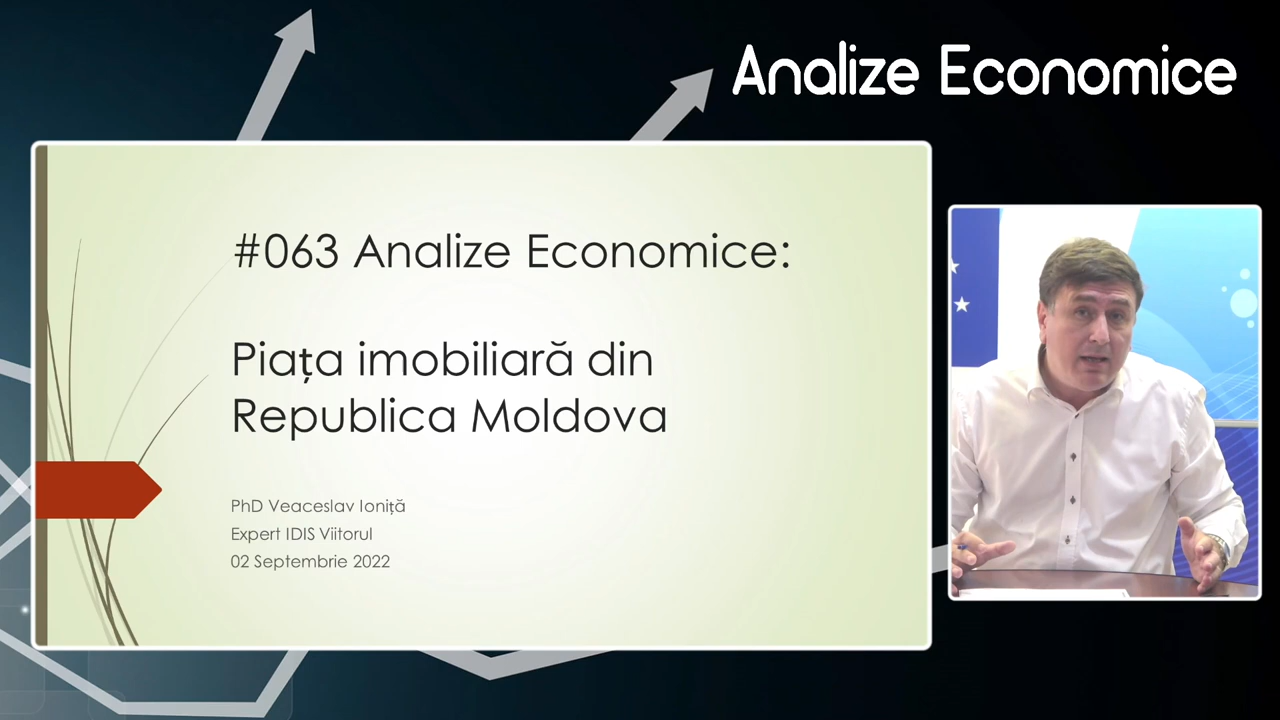 Analize Economice
#063 Analize Economice:
Piața imobiliară din
Republica Moldova
PhD Veaceslav Ioniță
Expert IDIS Viitorul
02 Septembrie 2022